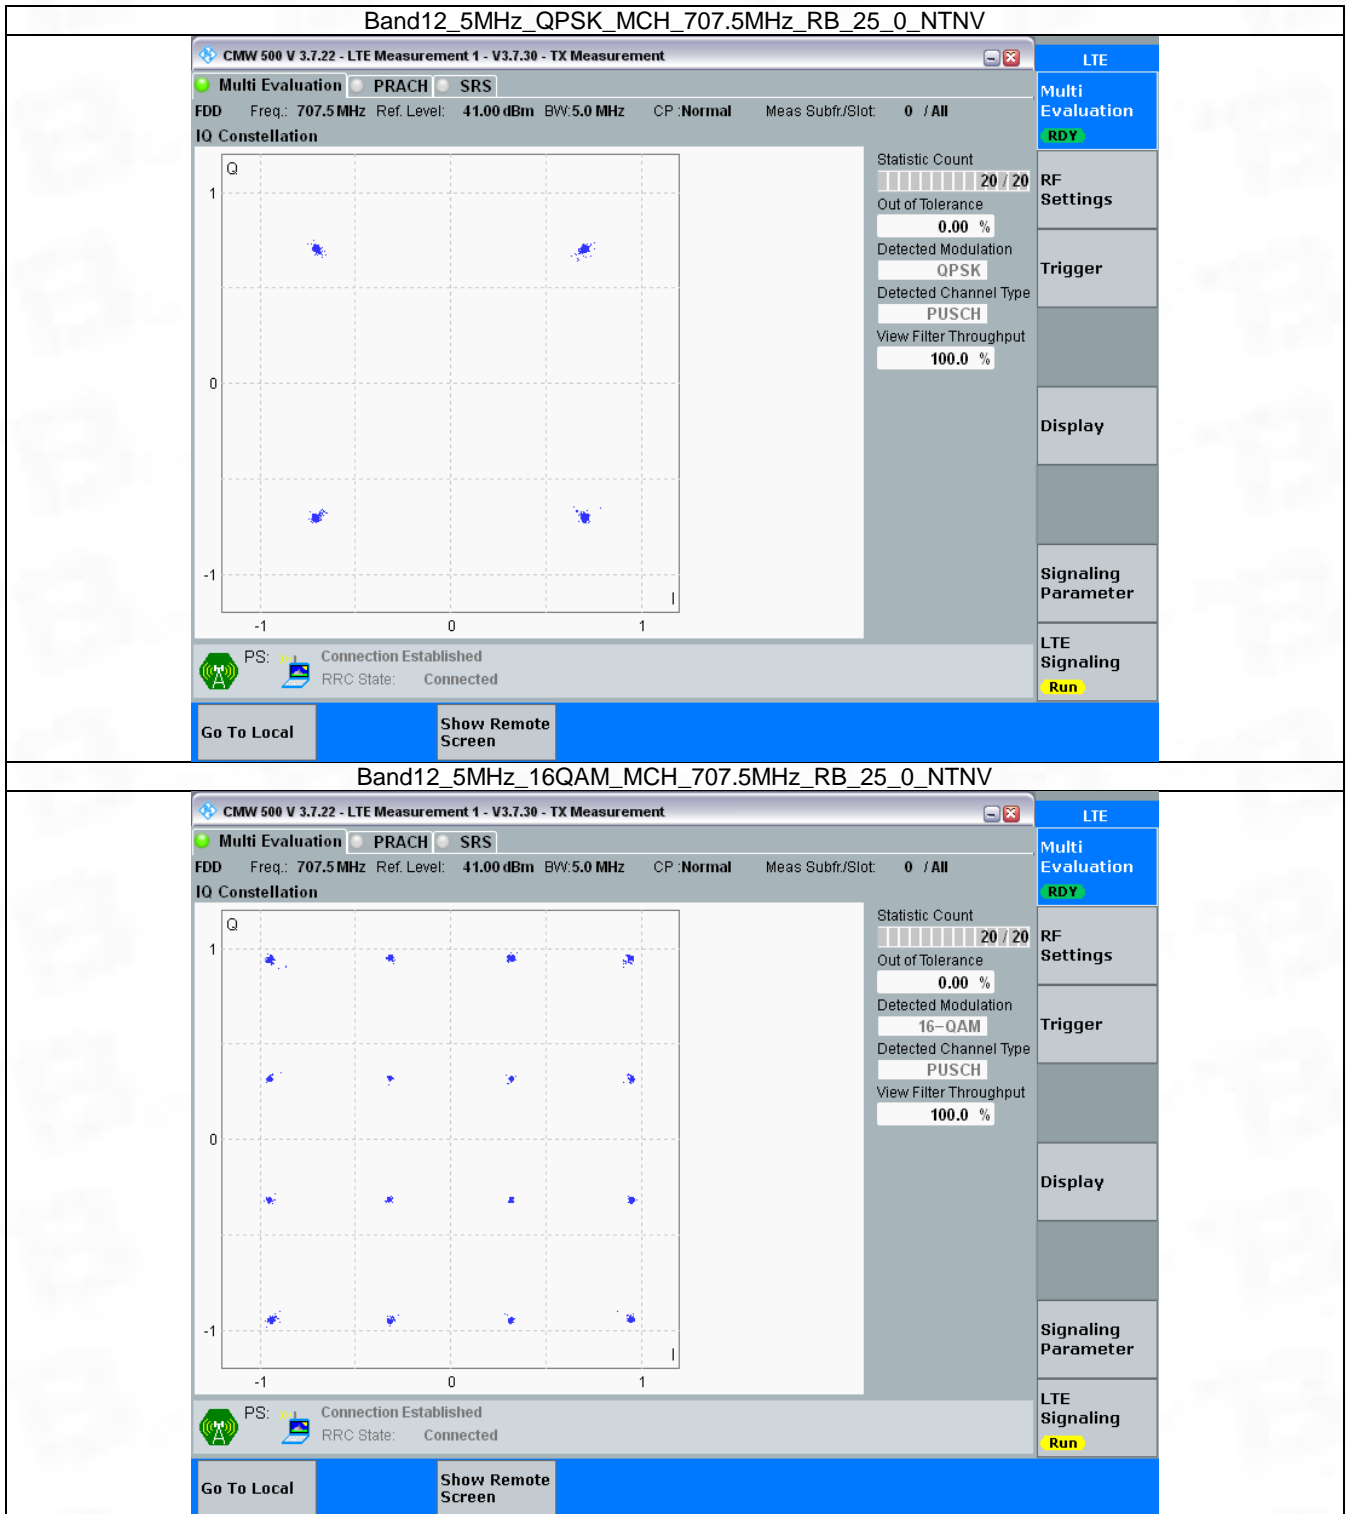 Band12_5MHz_QPSK_MCH_707.5MHz_RB_25_0_NTNV
CMW 500 V 3.7.22 - LTE Measurement 1 - V3.7.30 - TX Measurement
LTE
Multi Evaluation PRACH SRS
Multi
Evaluation
RDY
FDD Freq.: 707.5 MHz Ref. Level: 41.00 dBm BW: 5.0 MHz CP : Normal Meas Subfr./Slot: 0 / All
IQ Constellation
Q
1
0
-1
I
-1 0 1
Statistic Count
20 / 20
Out of Tolerance
0.00 %
Detected Modulation
QPSK
Detected Channel Type
PUSCH
View Filter Throughput
100.0 %
RF
Settings
Trigger
Display
Signaling
Parameter
LTE
Signaling
Run
PS: Connection Established
RRC State: Connected
Go To Local
Show Remote
Screen
Band12_5MHz_16QAM_MCH_707.5MHz_RB_25_0_NTNV
CMW 500 V 3.7.22 - LTE Measurement 1 - V3.7.30 - TX Measurement
LTE
Multi Evaluation PRACH SRS
Multi
Evaluation
RDY
FDD Freq.: 707.5 MHz Ref. Level: 41.00 dBm BW: 5.0 MHz CP : Normal Meas Subfr./Slot: 0 / All
IQ Constellation
Q
1
0
-1
I
-1 0 1
Statistic Count
20 / 20
Out of Tolerance
0.00 %
Detected Modulation
16-QAM
Detected Channel Type
PUSCH
View Filter Throughput
100.0 %
RF
Settings
Trigger
Display
Signaling
Parameter
LTE
Signaling
Run
PS: Connection Established
RRC State: Connected
Go To Local
Show Remote
Screen